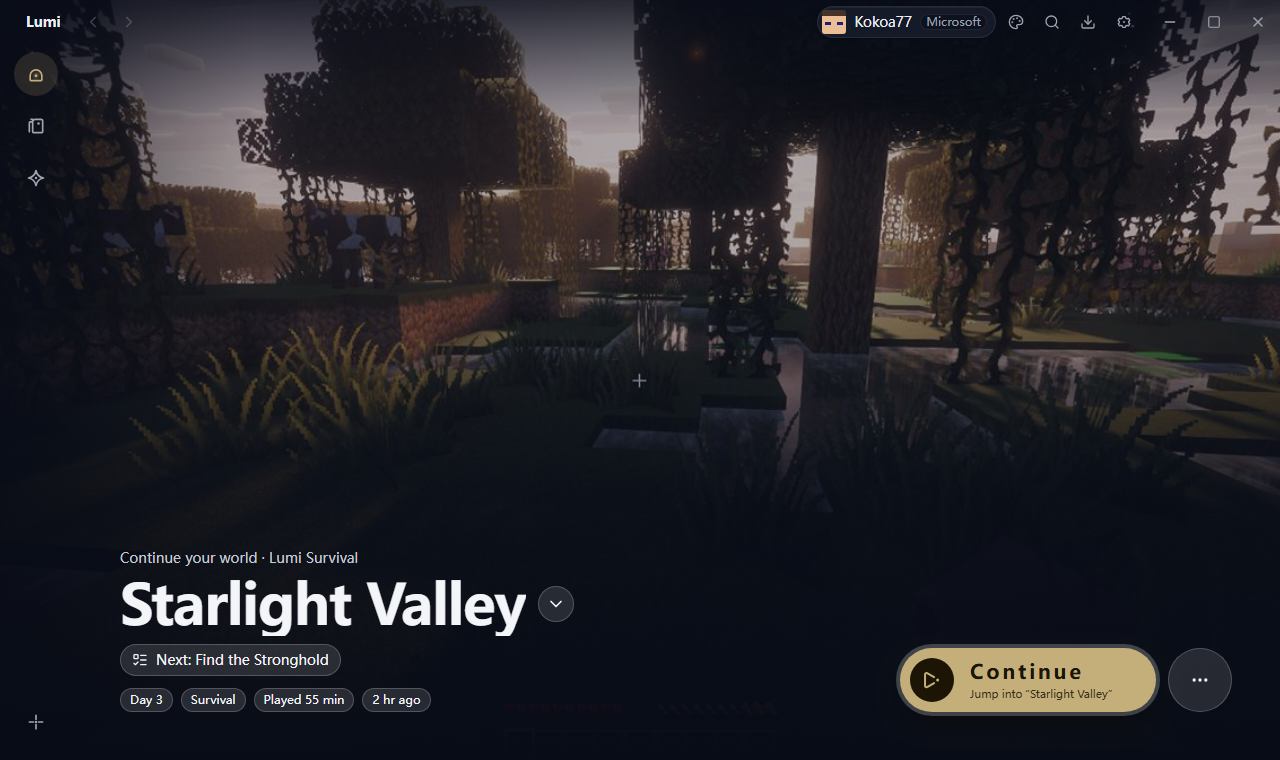 Lumi
Kokoa77 Microsoft
Continue your world · Lumi Survival
Starlight Valley
Next: Find the Stronghold
Day 3 Survival Played 55 min 2 hr ago
Continue
Jump into “Starlight Valley”